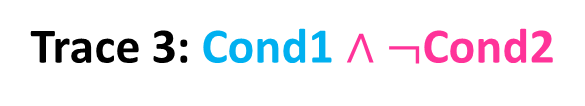 Trace 3: Cond1 ∧ ¬Cond2